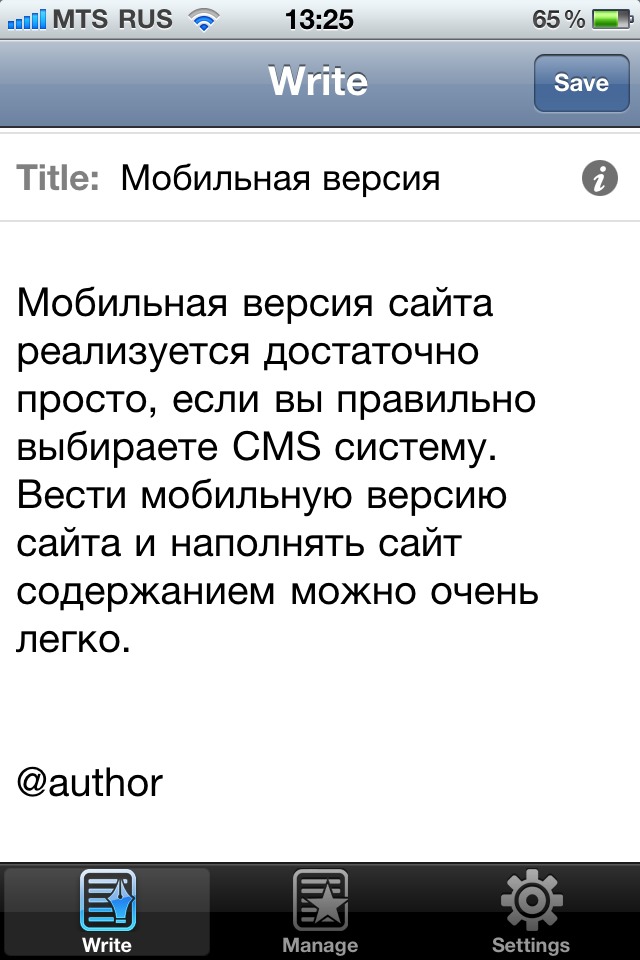 MTS RUS 13:25 65 %
Write Save
Title: Мобильная версия
Мобильная версия сайта
реализуется достаточно
просто, если вы правильно
выбираете CMS систему.
Вести мобильную версию
сайта и наполнять сайт
содержанием можно очень
легко.
@author
Write Manage Settings